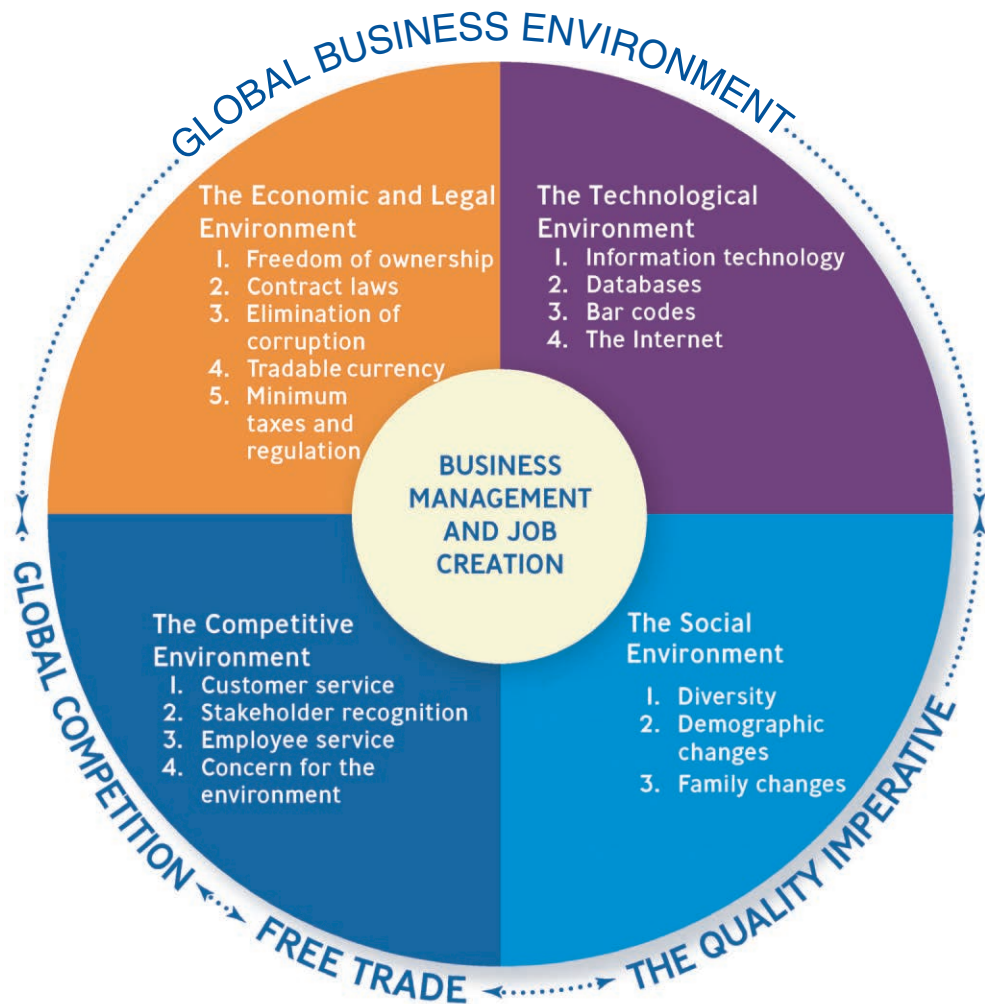 GLOBAL BUSINESS ENVIRONMENT
The Economic and Legal
Environment
1. Freedom of ownership
2. Contract laws
3. Elimination of
corruption
4. Tradable currency
5. Minimum
taxes and
regulation
The Technological
Environment
1. Information technology
2. Databases
3. Bar codes
4. The Internet
BUSINESS
MANAGEMENT
AND JOB
CREATION
The Competitive
Environment
1. Customer service
2. Stakeholder recognition
3. Employee service
4. Concern for the
environment
The Social
Environment
1. Diversity
2. Demographic
changes
3. Family changes
GLOBAL COMPETITION
FREE TRADE
THE QUALITY IMPERATIVE